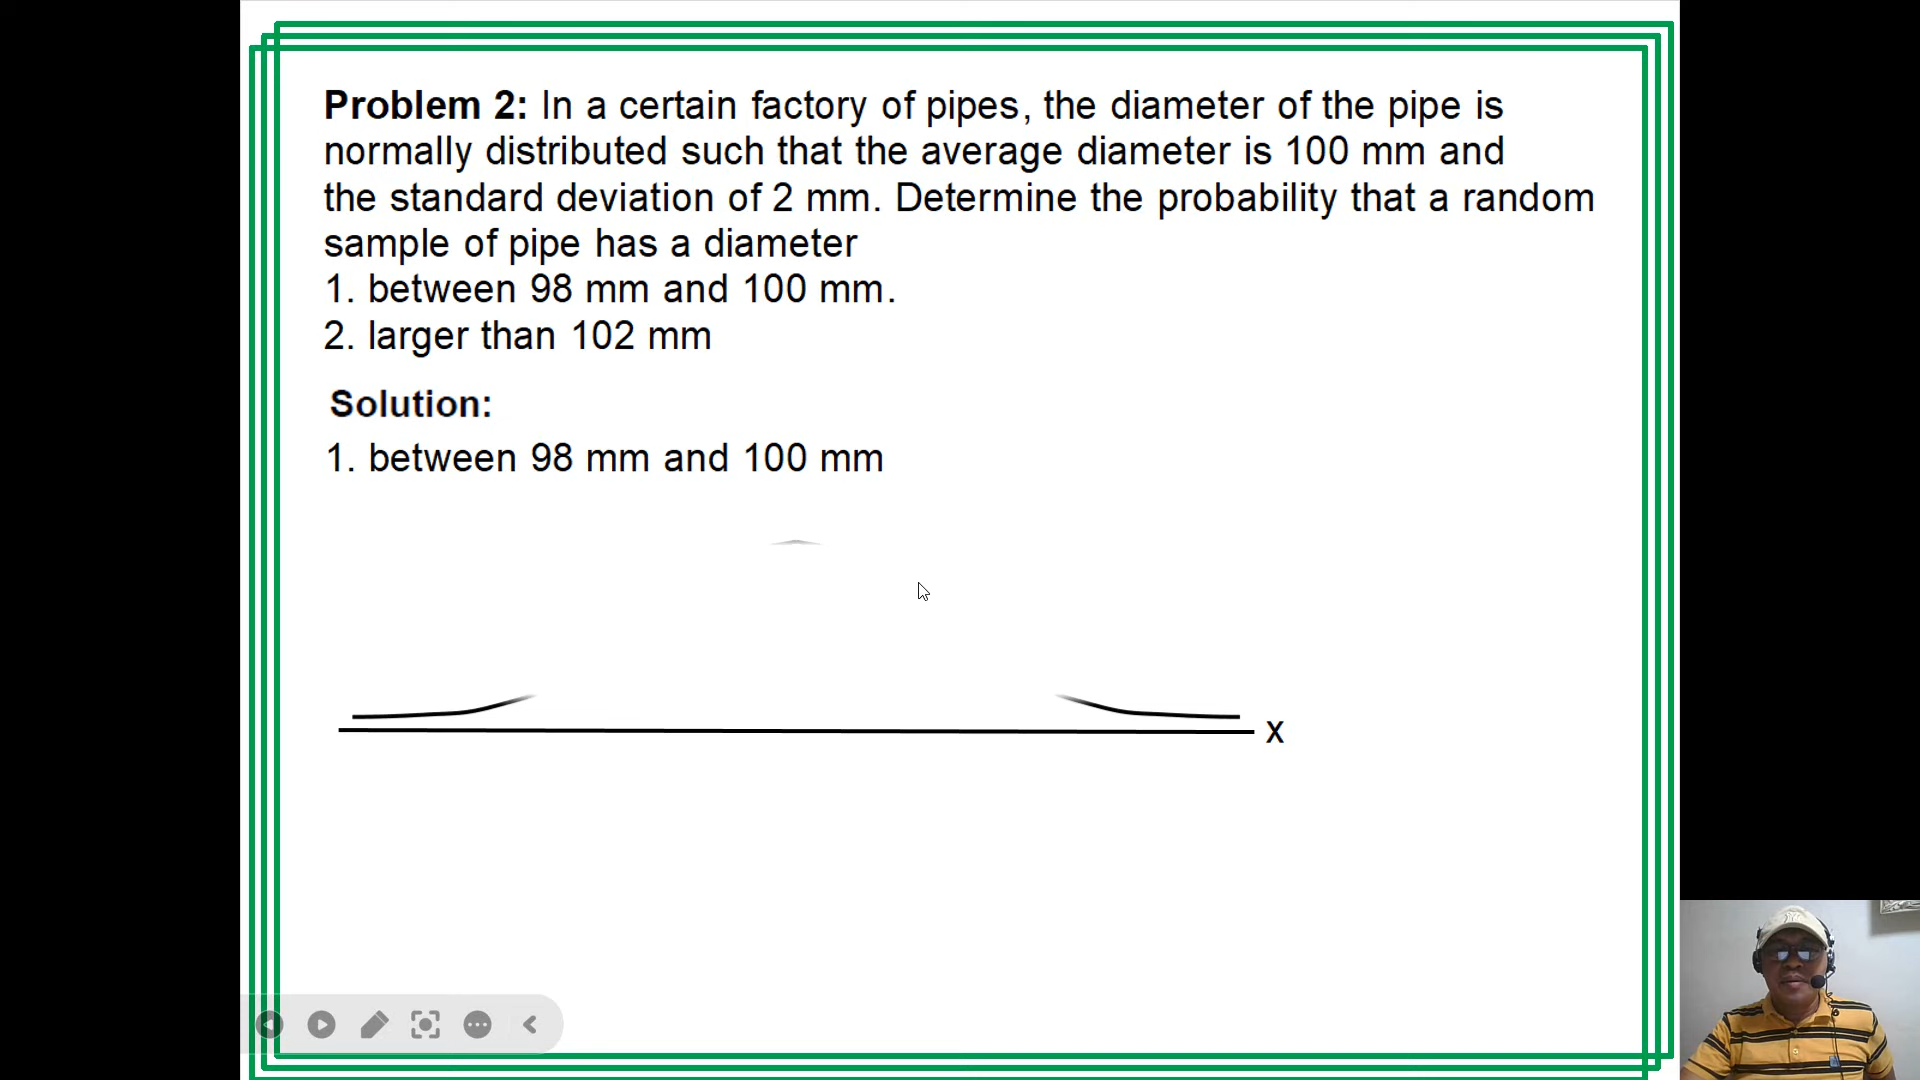 Problem 2: In a certain factory of pipes, the diameter of the pipe is
normally distributed such that the average diameter is 100 mm and
the standard deviation of 2 mm. Determine the probability that a random
sample of pipe has a diameter
1. between 98 mm and 100 mm.
2. larger than 102 mm
Solution:
1. between 98 mm and 100 mm
X